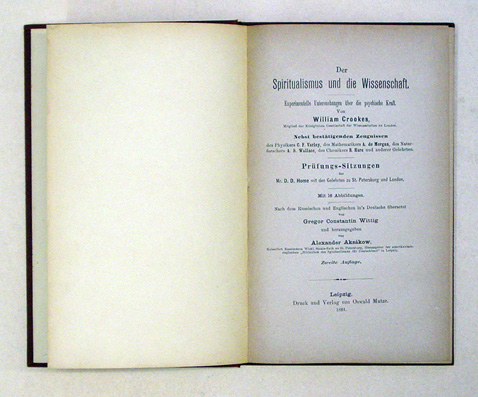 Der
Spiritualismus und die Wissenschaft.
Experimentelle Untersuchungen über die psychische Kraft.
Von
William Crookes,
Mitglied der Königlichen Gesellschaft der Wissenschaften zu London.
Nebst bestätigenden Zeugnissen
des Physikers C. F. Varley, des Mathematikers A. de Morgan, des Natur-
forschers A. R. Wallace, des Chemikers R. Hare und anderer Gelehrten.
Prüfungs-Sitzungen
des
Mr. D. D. Home mit den Gelehrten zu St. Petersburg und London.
Mit 18 Abbildungen.
Nach dem Russischen und Englischen in's Deutsche übersetzt
von
Gregor Constantin Wittig
und herausgegeben
von
Alexander Aksákow,
Zweite Auflage.
Leipzig.
Druck und Verlag von Oswald Mutze.